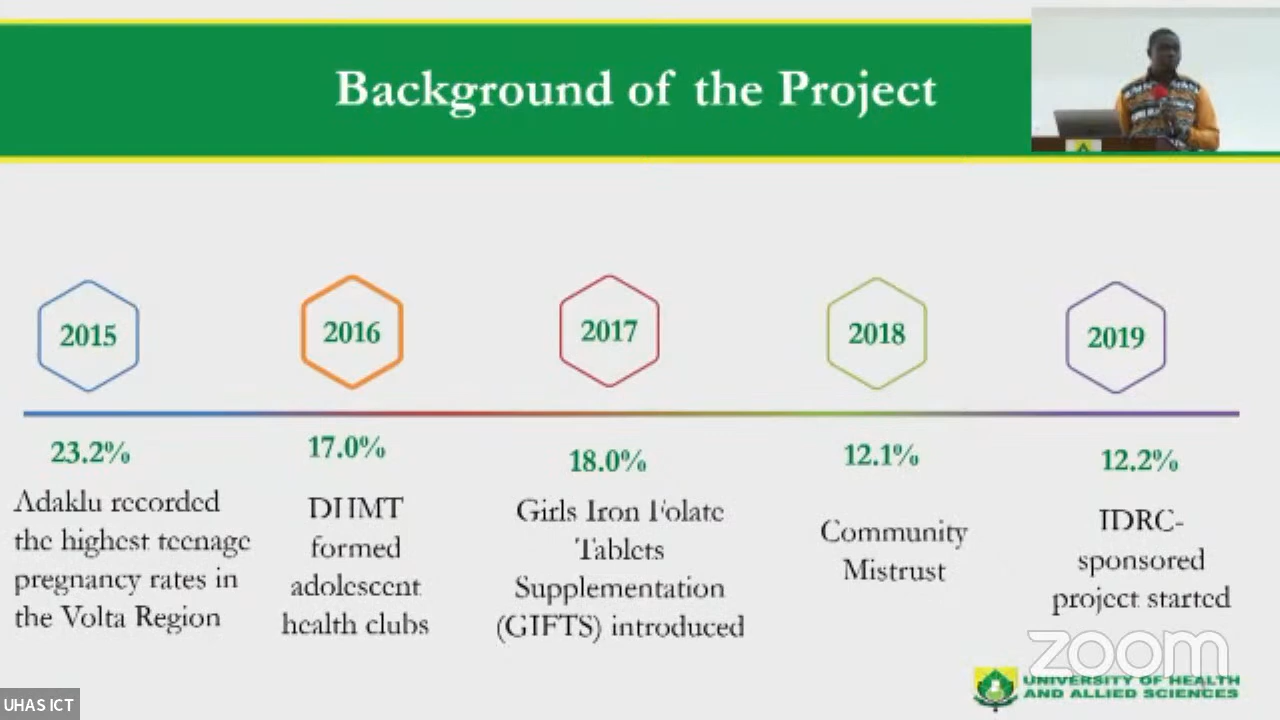 Background of the Project
2015
2016
2017
2018
2019
23.2%
17.0%
18.0%
12.1%
12.2%
Adaklu recorded
the highest teenage
pregnancy rates in
the Volta Region
DHMT
formed
adolescent
health clubs
Girls Iron Folate
Tablets
Supplementation
(GIFTS) introduced
Community
Mistrust
IDRC-
sponsored
project started
zoom
UNIVERSITY OF HEALTH
AND ALLIED SCIENCES
UHAS ICT